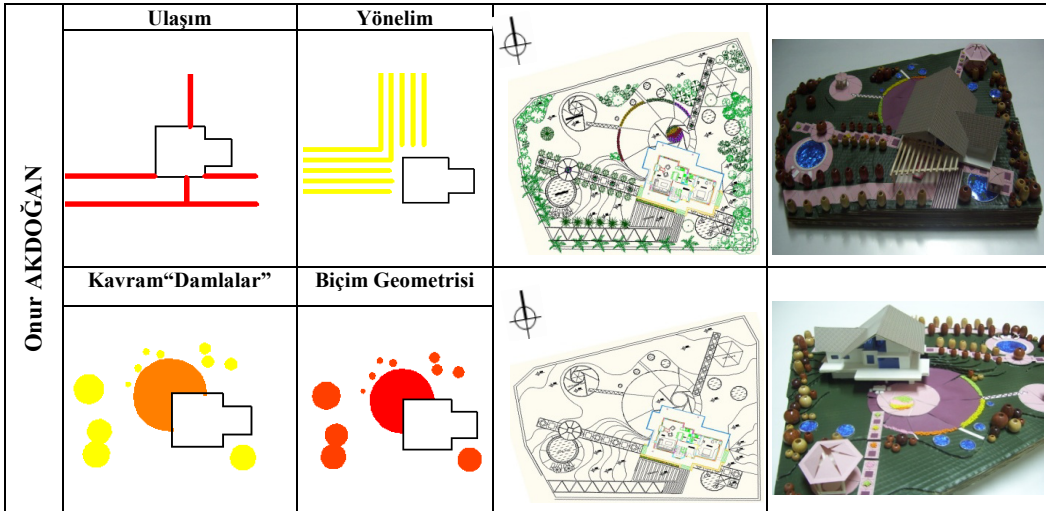 Onur AKDOĞAN
Ulaşım
Yönelim
Kavram“Damlalar”
Biçim Geometrisi